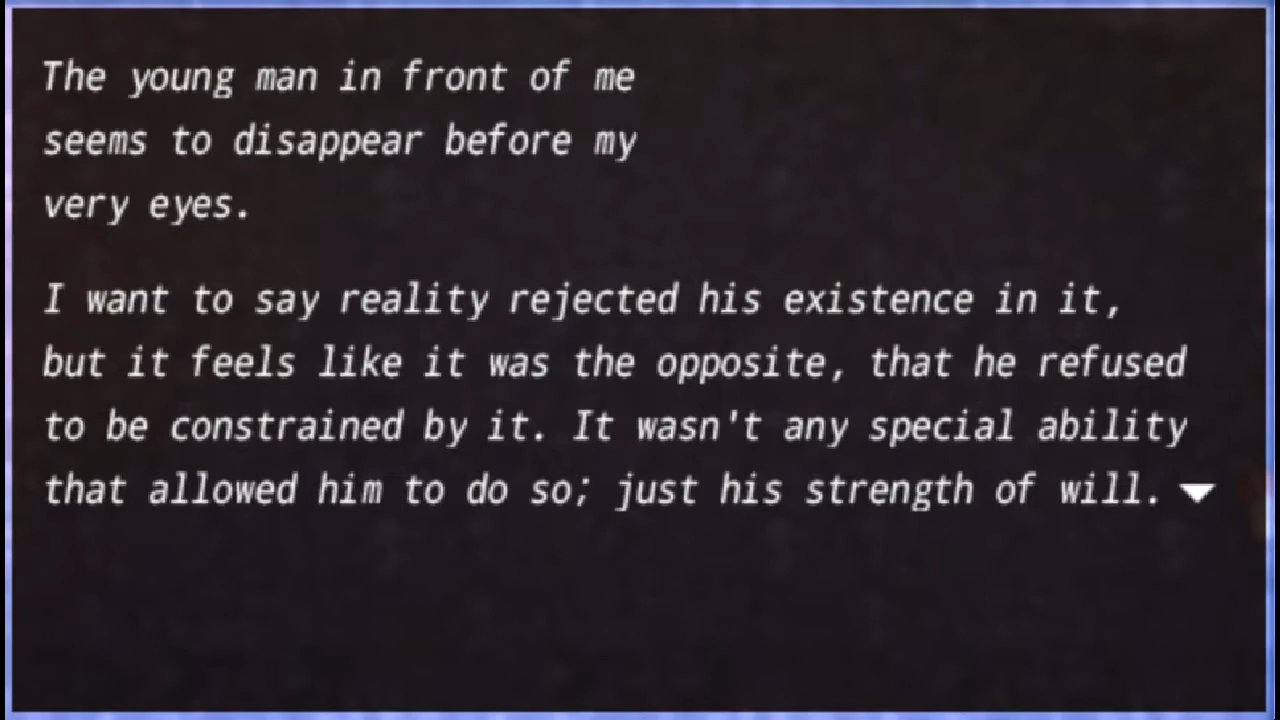 The young man in front of me
seems to disappear before my
very eyes.
I want to say reality rejected his existence in it,
but it feels like it was the opposite, that he refused
to be constrained by it. It wasn't any special ability
that allowed him to do so; just his strength of will.